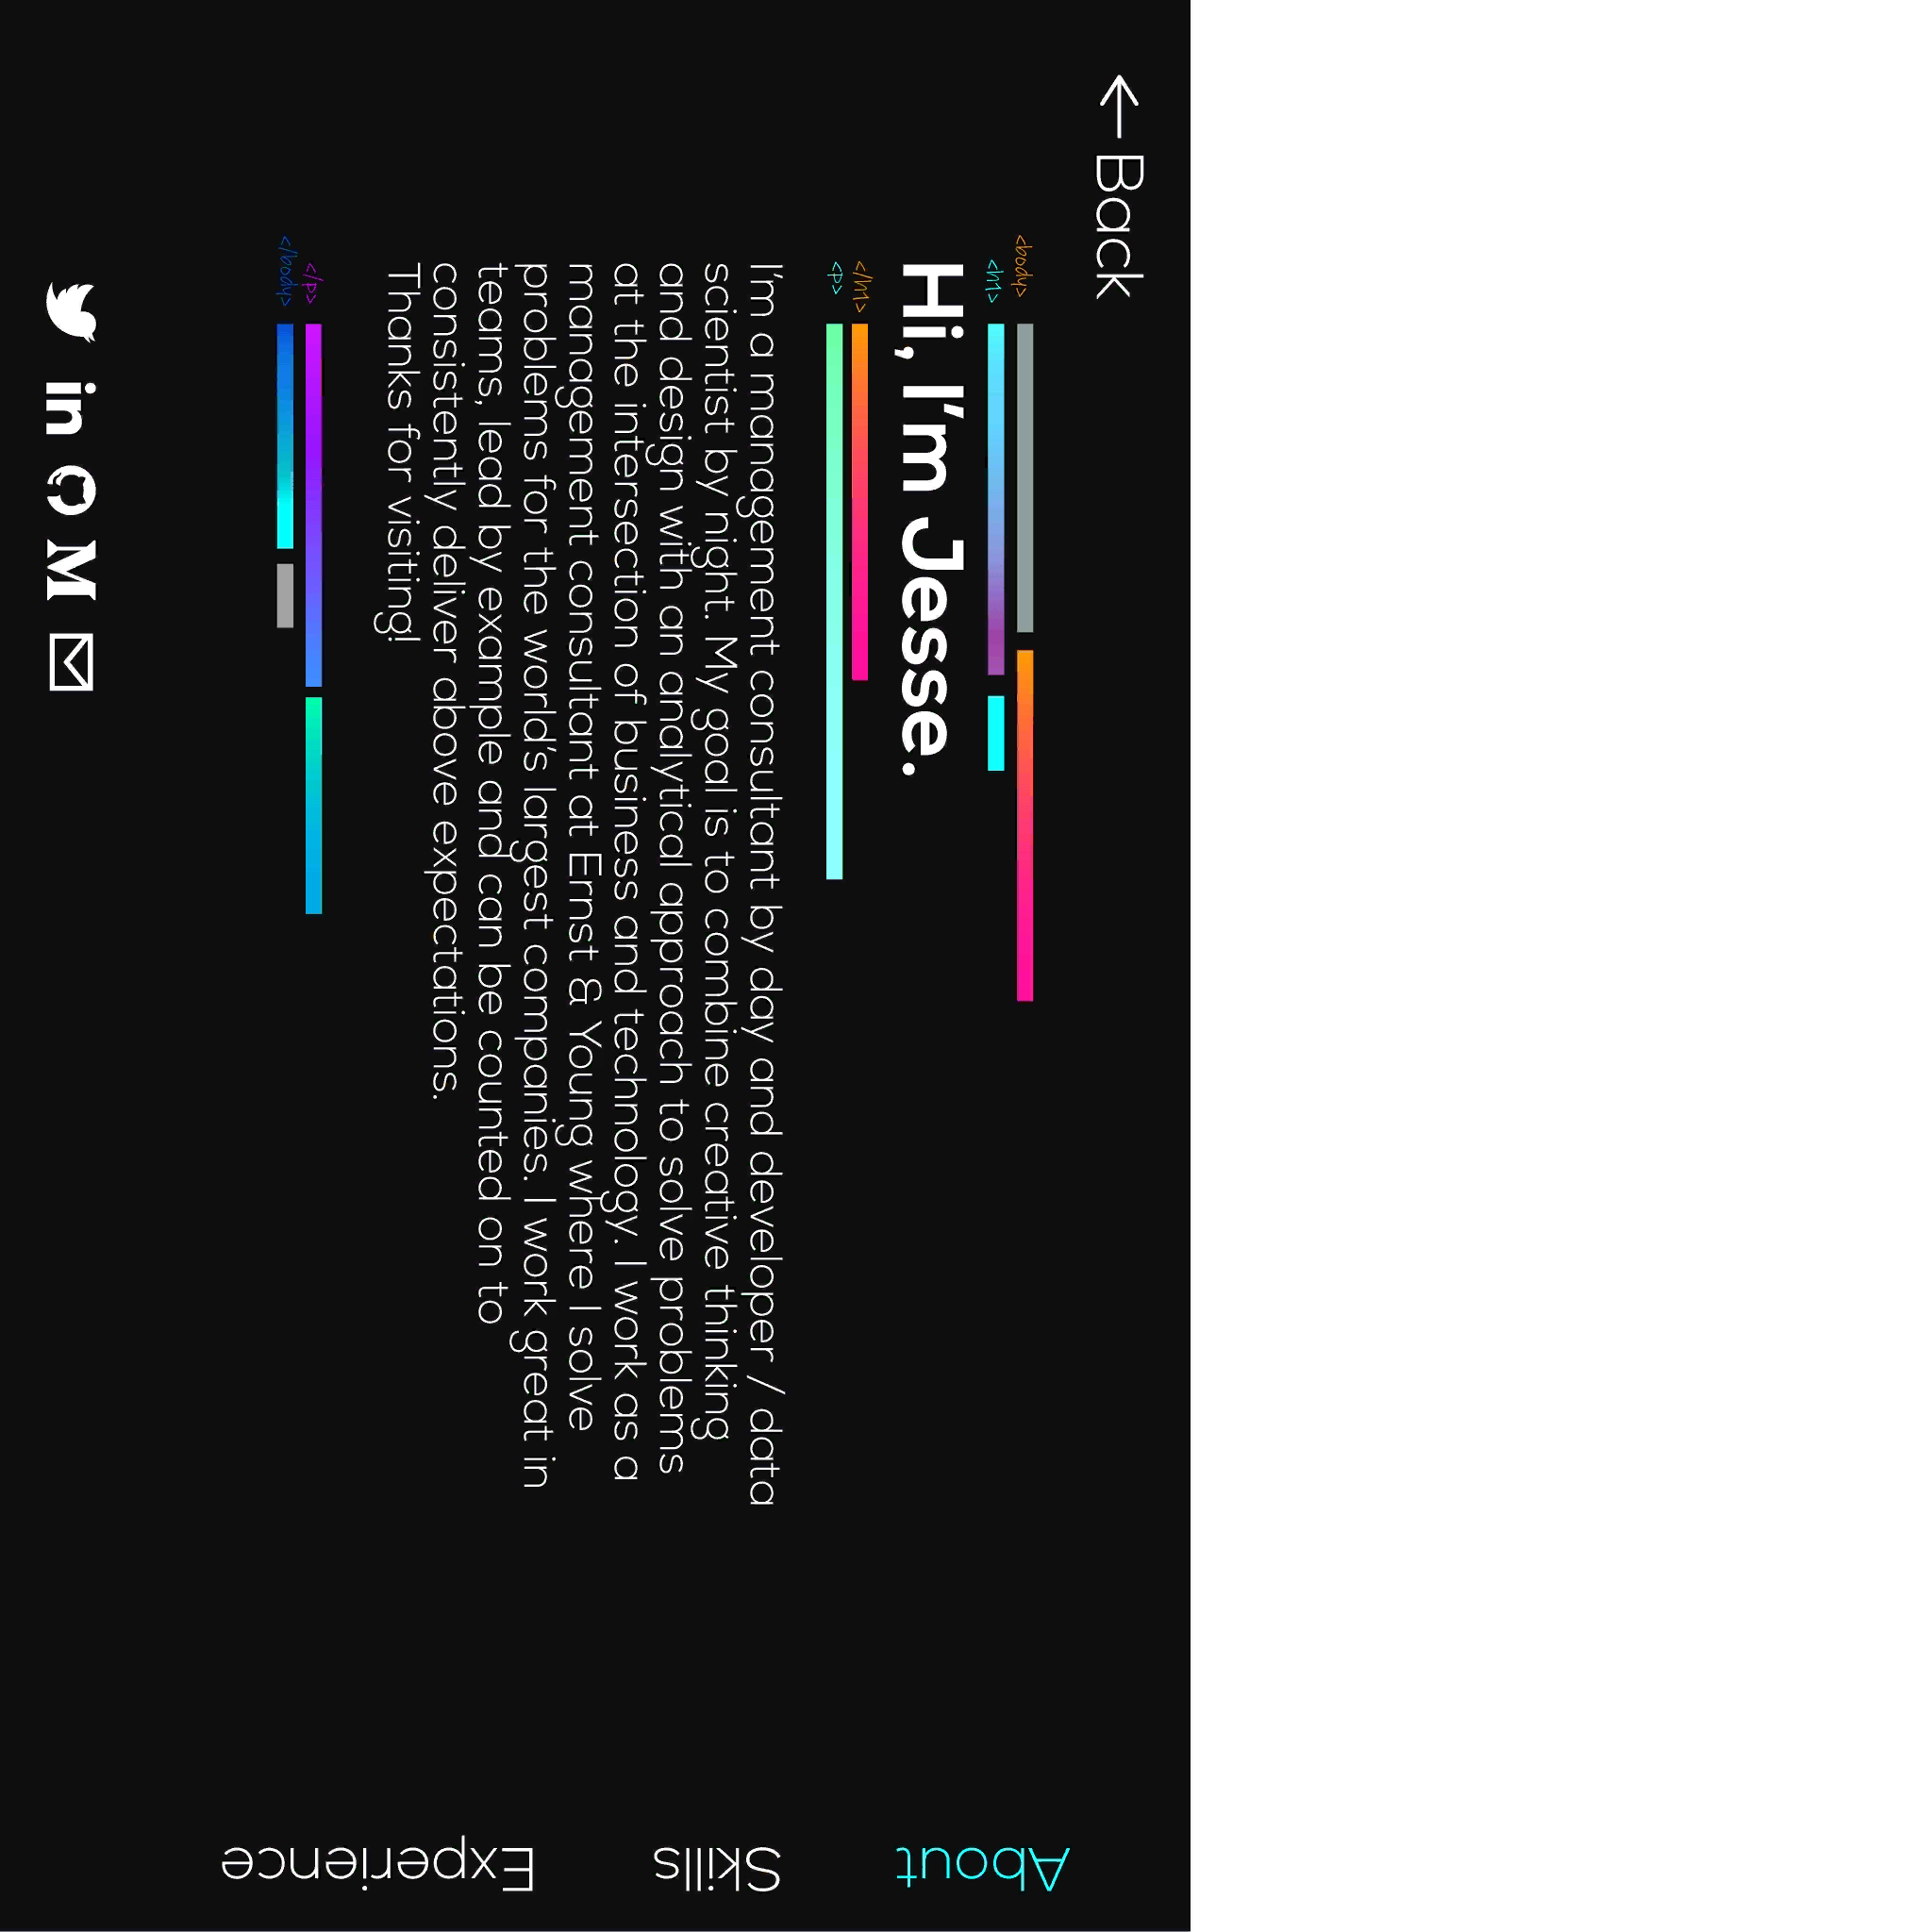 Back
<body>
<h1>
Hi, I'm Jesse.
</h1>
<p>
I'm a management consultant by day and developer / data
scientist by night. My goal is to combine creative thinking
and design with an analytical approach to solve problems
at the intersection of business and technology. I work as a
management consultant at Ernst & Young where I solve
problems for the world's largest companies. I work great in
teams, lead by example and can be counted on to
consistently deliver above expectations.
Thanks for visiting!
</p>
</body>
in
M
About
Skills
Experience